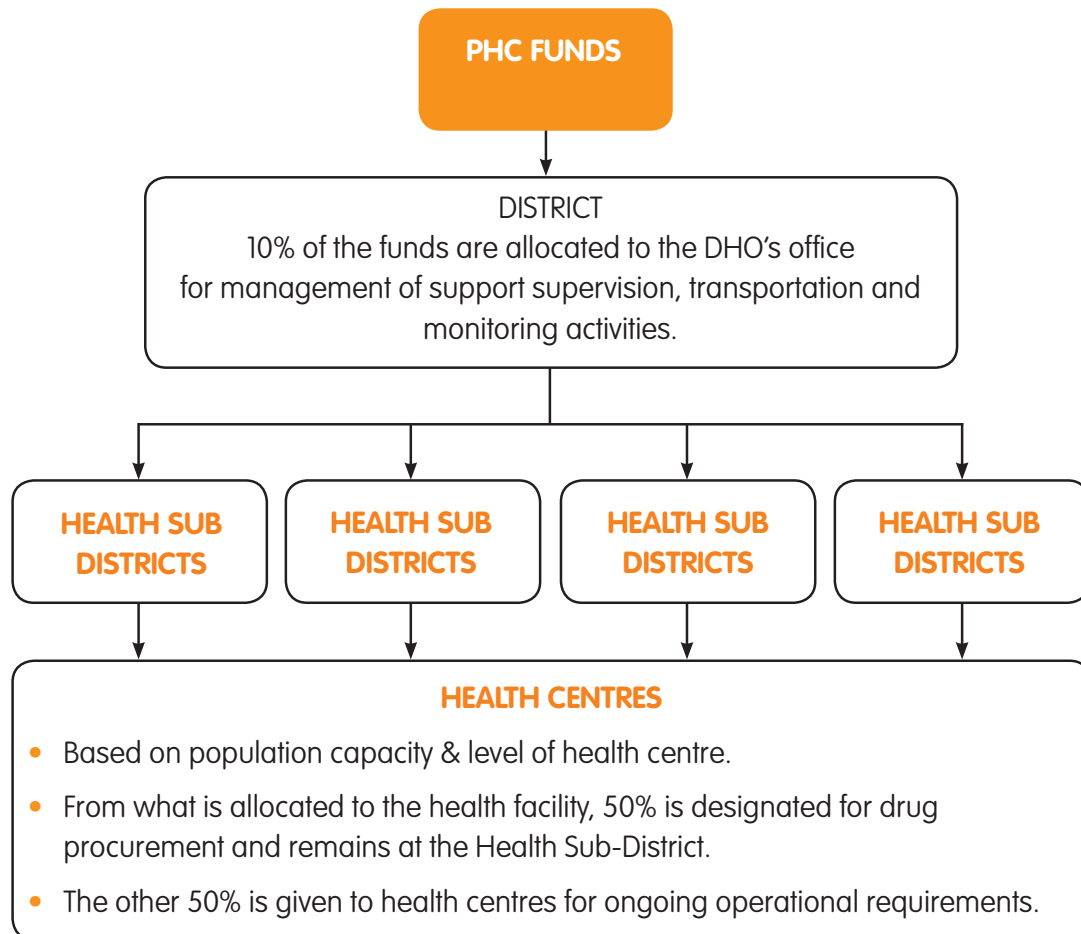 PHC FUNDS
DISTRICT
10% of the funds are allocated to the DHO's office
for management of support supervision, transportation and
monitoring activities.
HEALTH SUB
DISTRICTS
HEALTH SUB
DISTRICTS
HEALTH SUB
DISTRICTS
HEALTH SUB
DISTRICTS
HEALTH CENTRES
• Based on population capacity & level of health centre.
• From what is allocated to the health facility, 50% is designated for drug
procurement and remains at the Health Sub-District.
• The other 50% is given to health centres for ongoing operational requirements.